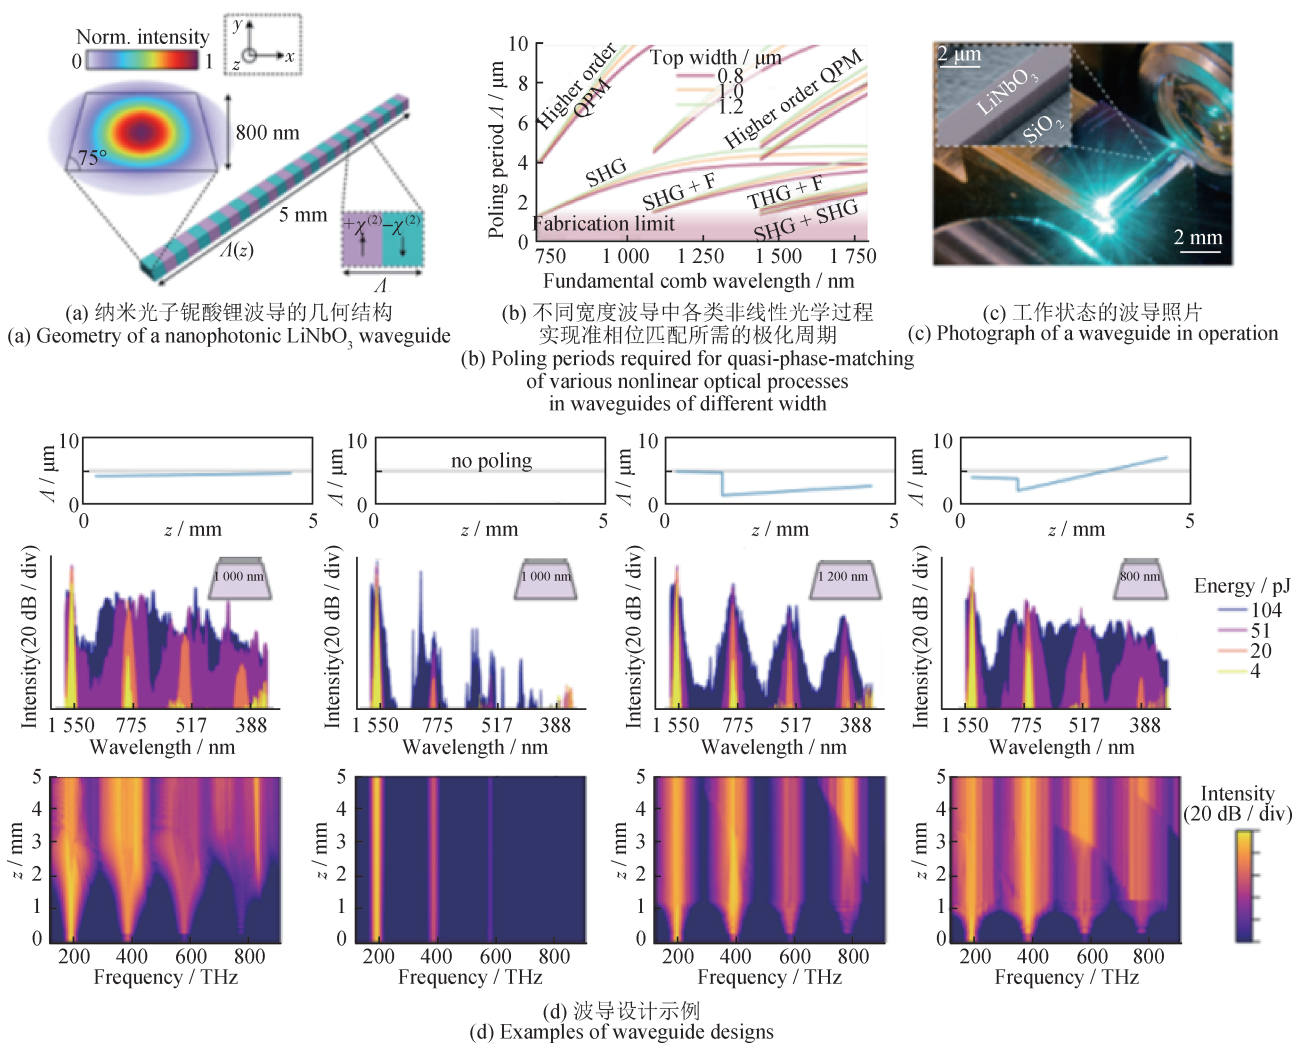 Norm. intensity
0
1
y
z
x
75°
800 nm
5 mm
Λ(z)
+χ(2)
−χ(2)
Λ
(a) 纳米光子铌酸锂波导的几何结构
(a) Geometry of a nanophotonic LiNbO3 waveguide
Poling period Λ / μm
10
8
6
4
2
0
Higher order
QPM
Top width / μm
0.8
1.0
1.2
Higher order QPM
SHG
SHG + F
THG + F
SHG + SHG
Fabrication limit
750
1 000
1 250
1 500
1 750
Fundamental comb wavelength / nm
(b) 不同宽度波导中各类非线性光学过程
实现准相位匹配所需的极化周期
(b) Poling periods required for quasi-phase-matching
of various nonlinear optical processes
in waveguides of different width
2 μm
LiNbO3
SiO2
2 mm
(c) 工作状态的波导照片
(c) Photograph of a waveguide in operation
Λ / μm
10
0
0
5
z / mm
Λ / μm
10
0
no poling
0
5
z / mm
Λ / μm
10
0
0
5
z / mm
Λ / μm
10
0
0
5
z / mm
Intensity(20 dB / div)
1 000 nm
1 550
775
517
388
Wavelength / nm
Intensity(20 dB / div)
1 000 nm
1 550
775
517
388
Wavelength / nm
Intensity(20 dB / div)
1 200 nm
1 550
775
517
388
Wavelength / nm
Intensity(20 dB / div)
800 nm
1 550
775
517
388
Wavelength / nm
Energy / pJ
104
51
20
4
z / mm
5
4
3
2
1
0
200
400
600
800
Frequency / THz
z / mm
5
4
3
2
1
0
200
400
600
800
Frequency / THz
z / mm
5
4
3
2
1
0
200
400
600
800
Frequency / THz
z / mm
5
4
3
2
1
0
200
400
600
800
Frequency / THz
Intensity
(20 dB / div)
(d) 波导设计示例
(d) Examples of waveguide designs